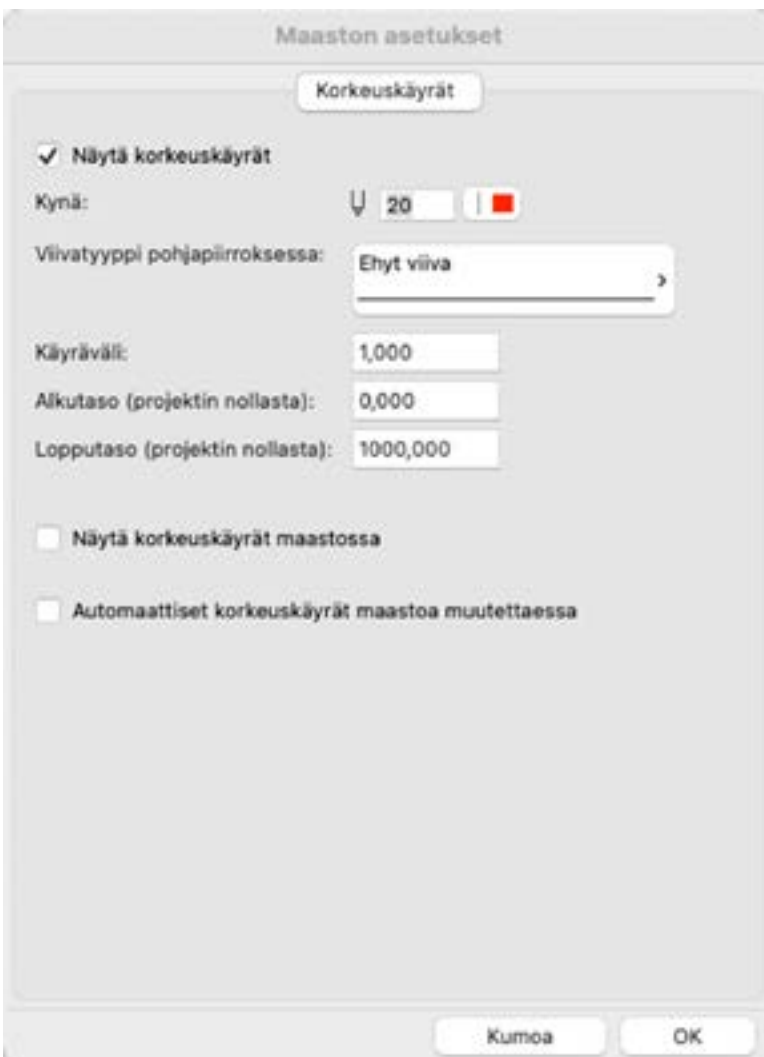 Maaston asetukset
Korkeuskäyrät
Näytä korkeuskäyrät
Kynä: 20
Viivatyyppi pohjapiirroksessa: Ehyt viiva
Käyräväli: 1,000
Alkutaso (projektin nollasta): 0,000
Lopputaso (projektin nollasta): 1000,000
Näytä korkeuskäyrät maastossa
Automaattiset korkeuskäyrät maastoa muutettaessa
Kumoa OK